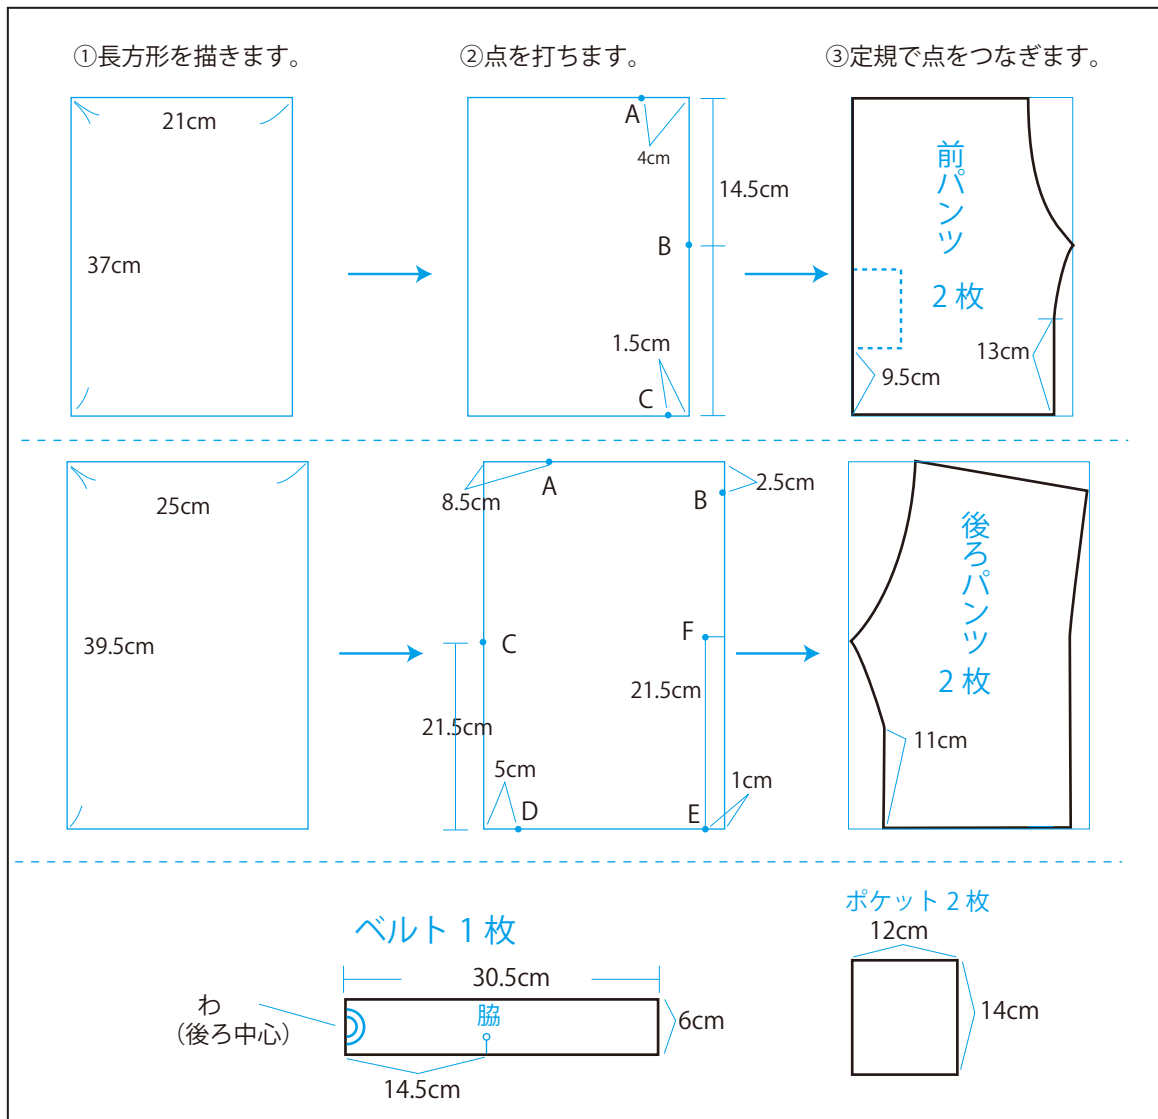 ①長方形を描きます。
②点を打ちます。
③定規で点をつなぎます。
21cm
37cm
A
4cm
14.5cm
B
1.5cm
C
前パンツ
2 枚
13cm
9.5cm
25cm
39.5cm
8.5cm
A
B
2.5cm
C
F
21.5cm
21.5cm
5cm
D
E
1cm
後ろパンツ
2 枚
11cm
ベルト 1 枚
30.5cm
わ
(後ろ中心)
脇
6cm
14.5cm
ポケット 2 枚
12cm
14cm